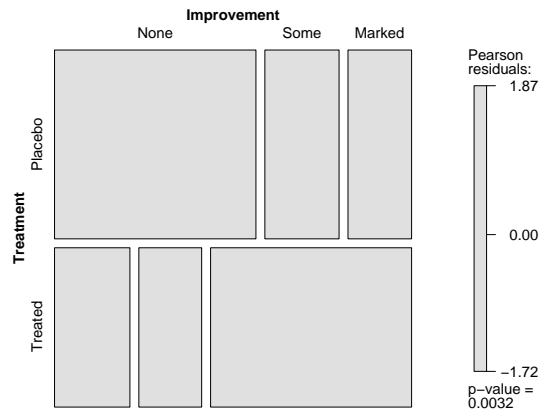 Improvement
None Some Marked
Treatment
Placebo
Treated
Pearson
residuals:
1.87
0.00
−1.72
p−value =
0.0032